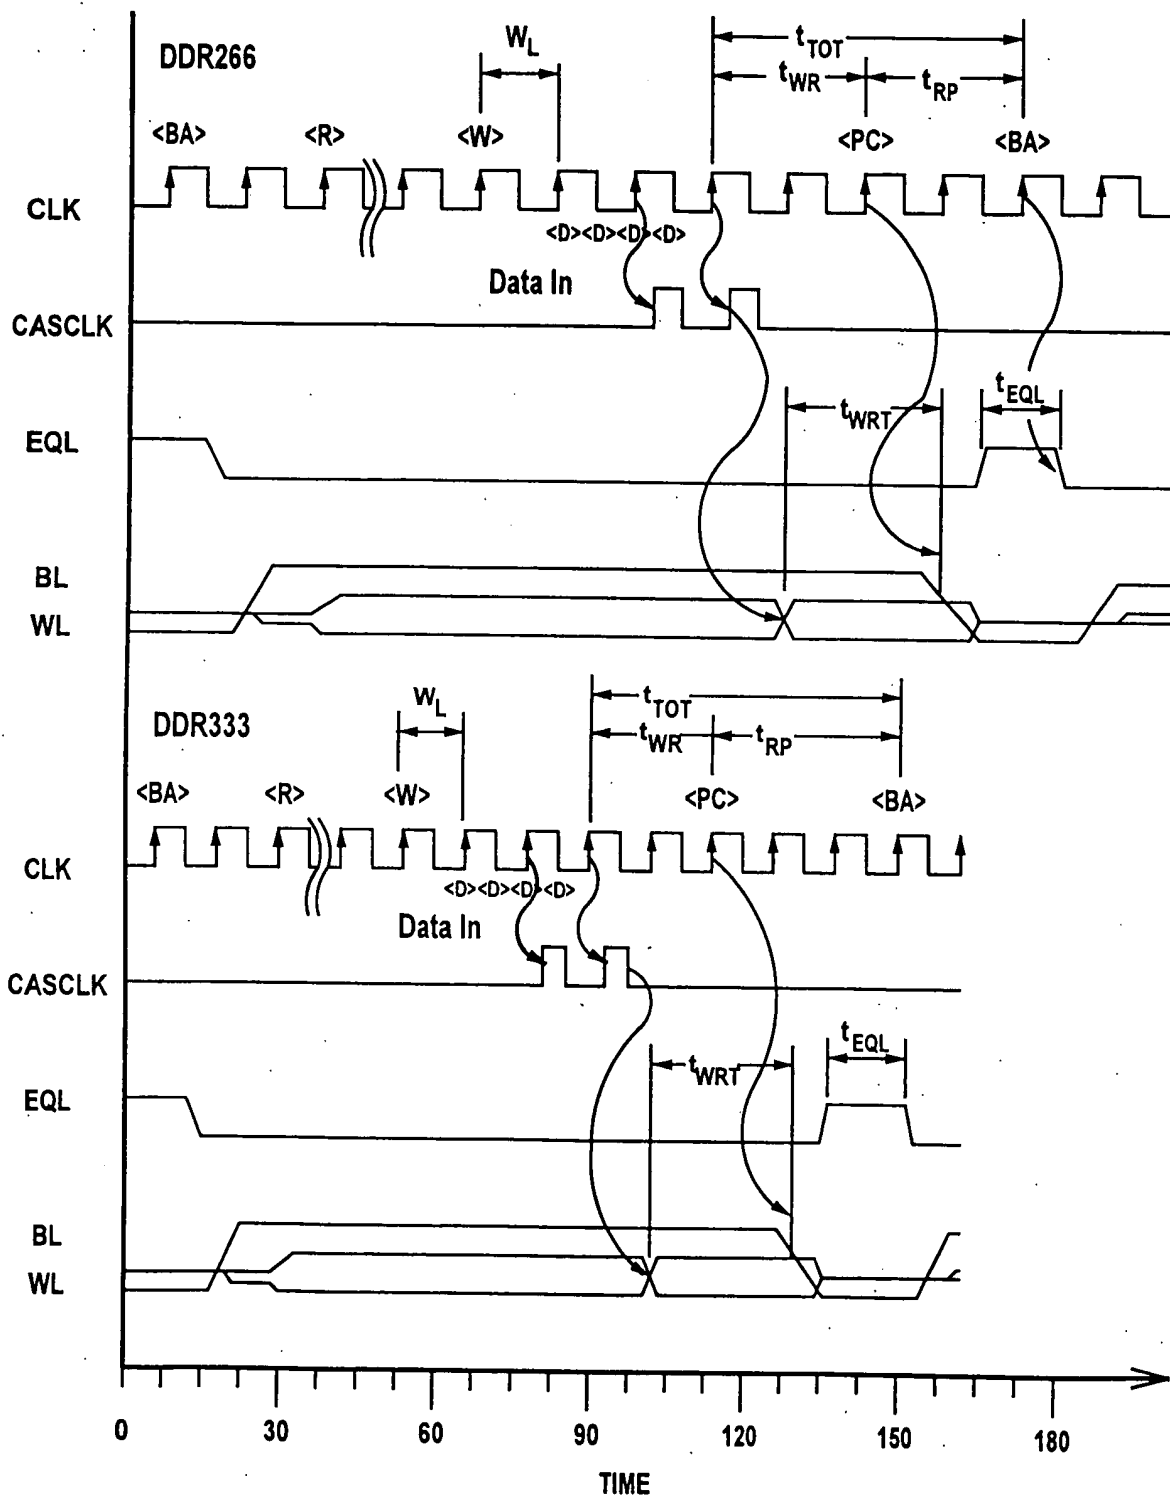 DDR266
W_L
t_TOT
t_WR
t_RP
<BA> <R> <W> <PC> <BA>
CLK
<D><D><D><D>
Data In
CASCLK
t_WRT
t_EQL
EQL
BL
WL
DDR333
W_L
t_TOT
t_WR
t_RP
<BA> <R> <W> <PC> <BA>
CLK
<D><D><D><D>
Data In
CASCLK
t_EQL
t_WRT
EQL
BL
WL
0 30 60 90 120 150 180
TIME